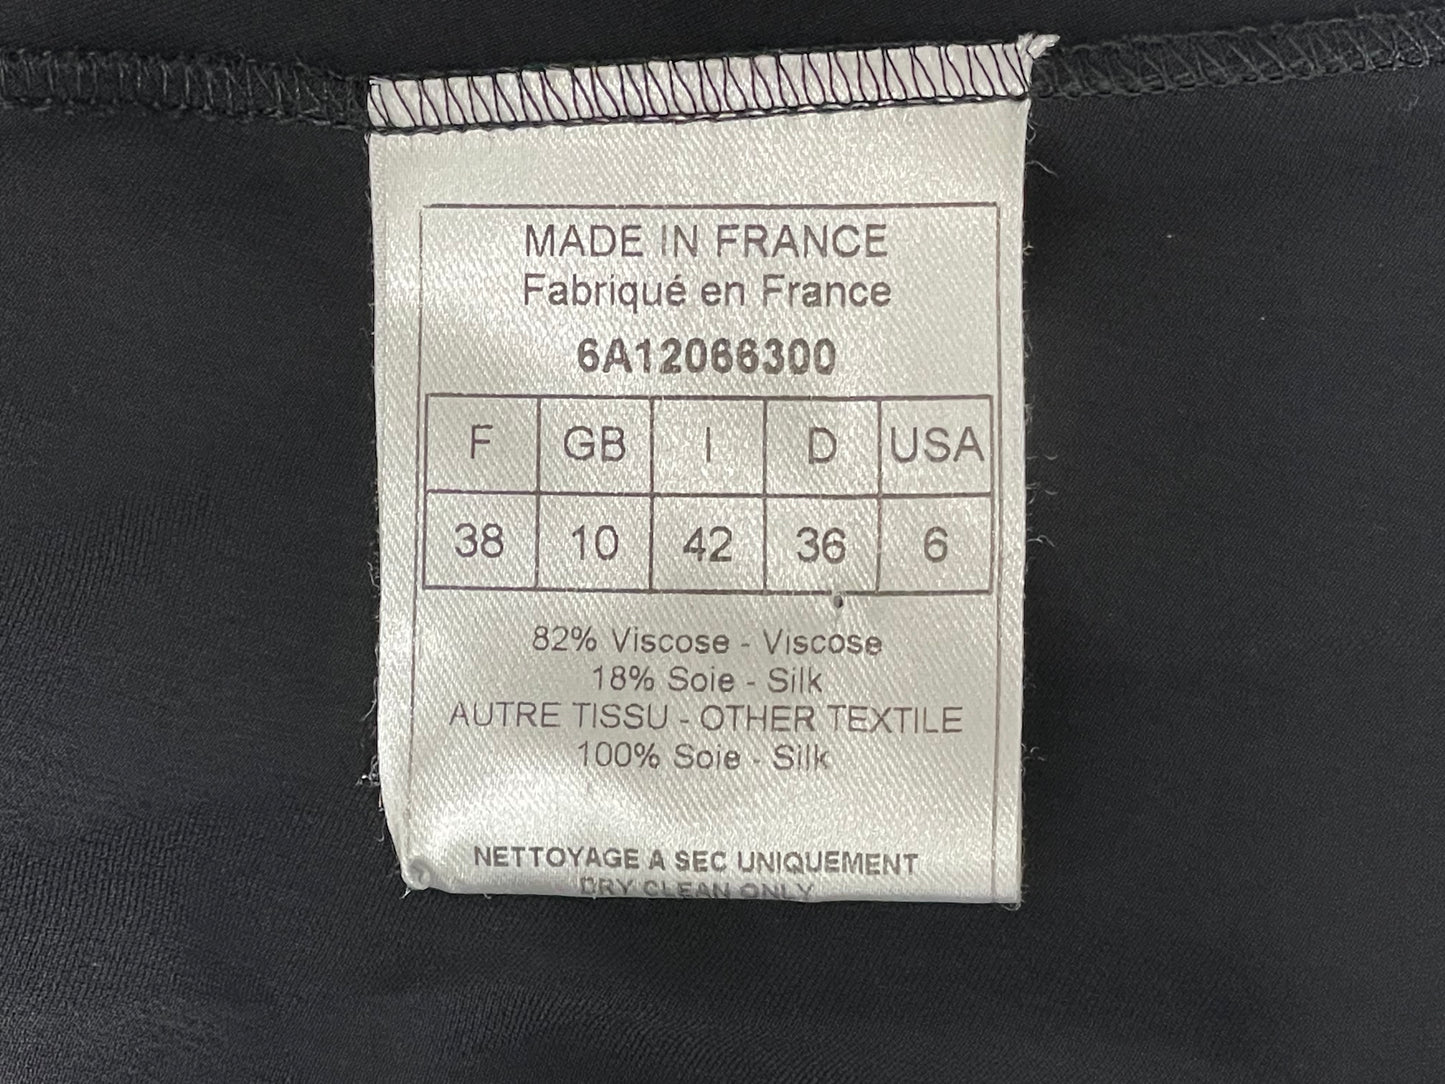 MADE IN FRANCE
Fabriqué en France
6A12066300
F GB I D USA
38 10 42 36 6
82% Viscose - Viscose
18% Soie - Silk
AUTRE TISSU - OTHER TEXTILE
100% Soie - Silk
NETTOYAGE A SEC UNIQUEMENT
DRY CLEAN ONLY